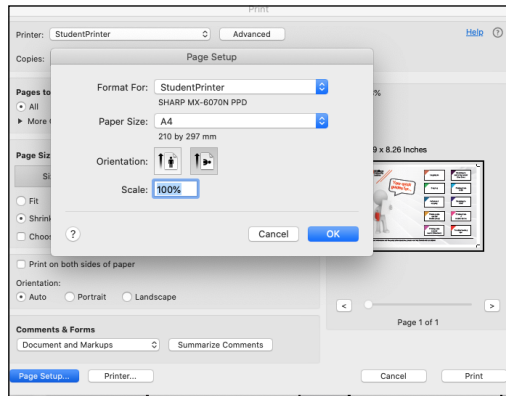 Print
Printer: StudentPrinter Advanced Help ?
Copies:
Page Setup
Format For: StudentPrinter
SHARP MX-6070N PPD
Paper Size: A4
210 by 297 mm
Orientation:
Scale: 100%
? Cancel OK
Pages to %
All
More
9 x 8.26 Inches
Page Siz
Si
Fit
Shrink
Choos
Print on both sides of paper
Orientation:
Auto Portrait Landscape
< >
Page 1 of 1
Comments & Forms
Document and Markups Summarize Comments
Page Setup... Printer... Cancel Print